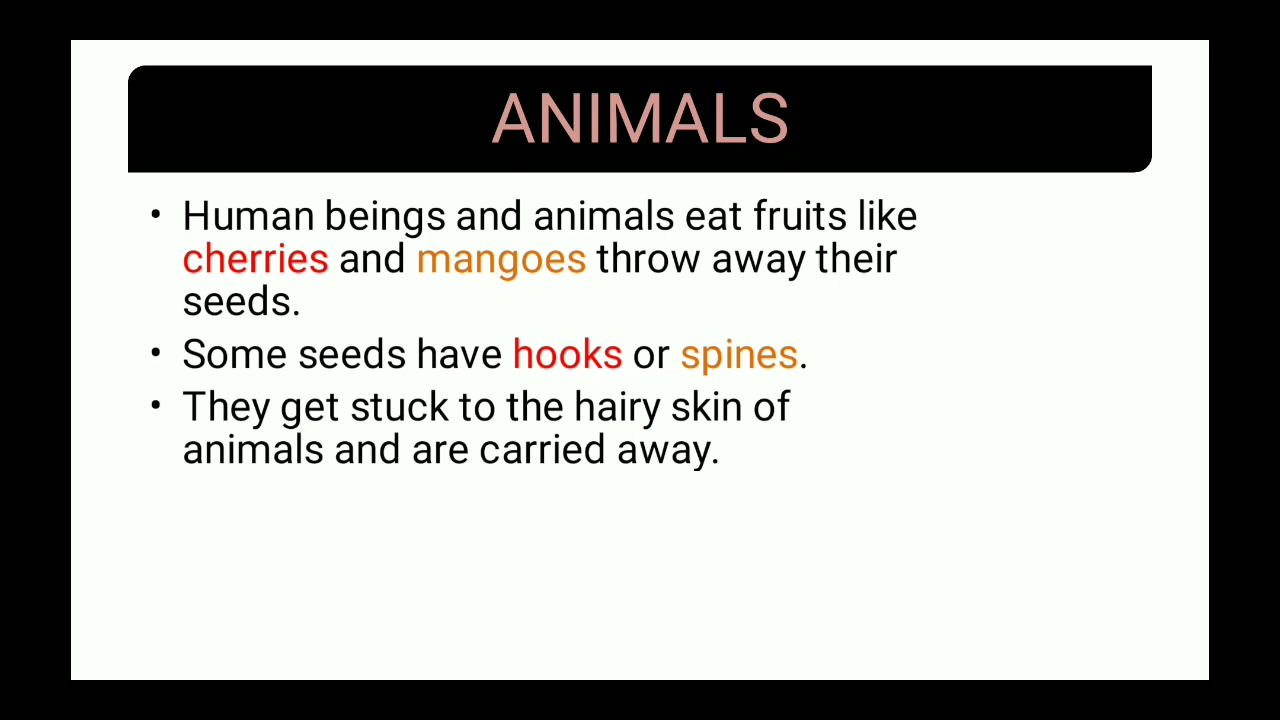 ANIMALS
• Human beings and animals eat fruits like
cherries and mangoes throw away their
seeds.
• Some seeds have hooks or spines.
• They get stuck to the hairy skin of
animals and are carried away.